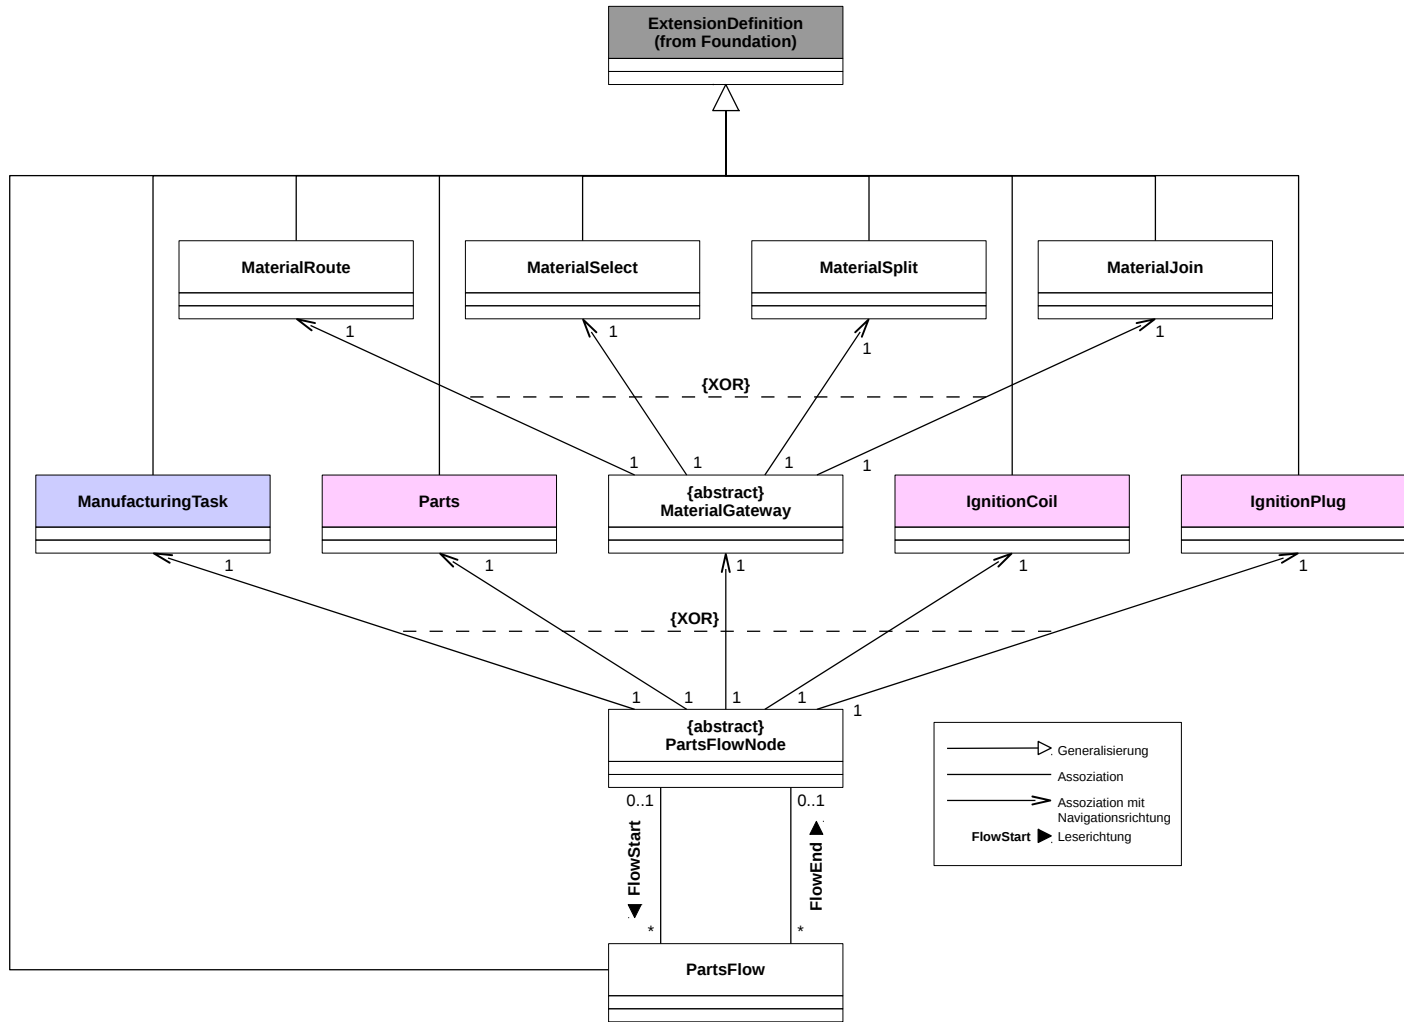 ExtensionDefinition
(from Foundation)
MaterialRoute
MaterialSelect
MaterialSplit
MaterialJoin
1
1
1
1
{XOR}
1
1
1
1
ManufacturingTask
Parts
{abstract}
MaterialGateway
IgnitionCoil
IgnitionPlug
1
1
1
1
1
{XOR}
1
1
1
1
1
{abstract}
PartsFlowNode
0..1
0..1
FlowStart
FlowEnd
*
*
PartsFlow
Generalisierung
Assoziation
Assoziation mit
Navigationsrichtung
FlowStart
Leserichtung